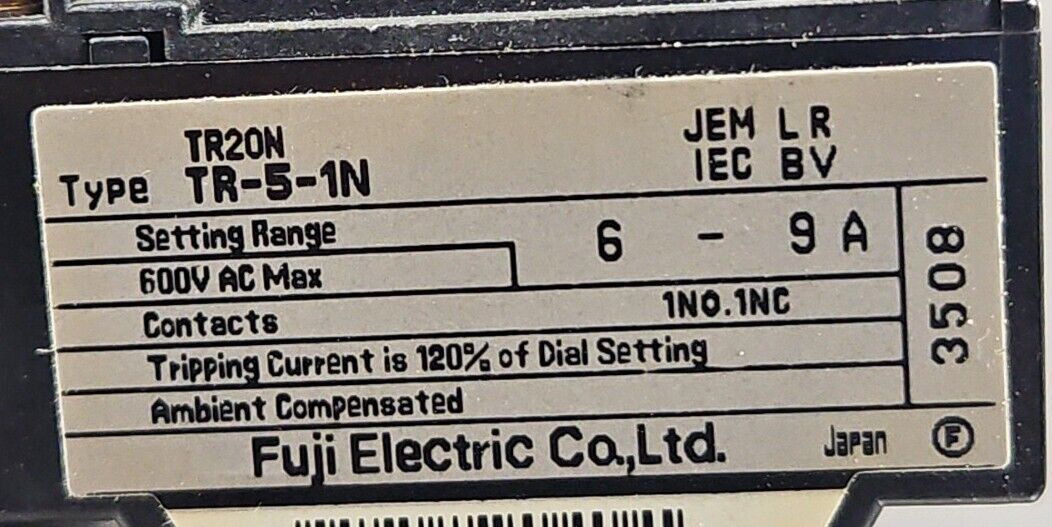 TR20N
Type TR-5-1N
JEM LR
IEC BV
Setting Range
6 - 9 A
600V AC Max
Contacts 1NO.1NC
Tripping Current is 120% of Dial Setting
Ambient Compensated
3508
Fuji Electric Co.,Ltd. Japan F